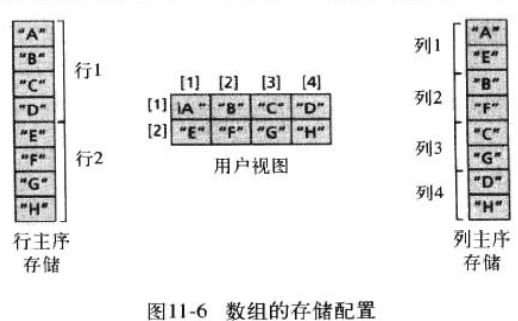 "A"
"B"
"C"
"D"
"E"
"F"
"G"
"H"
行1
行2
行主序
存储
[1] [2] [3] [4]
[1] \A " "B" "C" "D"
[2] "E" "F" "G" "H"
用户视图
列1
列2
列3
列4
"A"
"E"
"B"
"F"
"C"
"G"
"D"
"H"
列主序
存储
图11-6 数组的存储配置